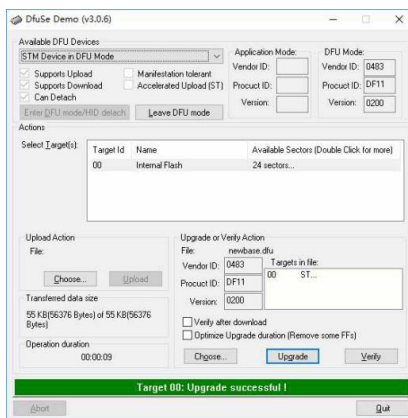 DfuSe Demo (v3.0.6)
Available DFU Devices
STM Device in DFU Mode
Supports Upload
Manifestation tolerant
Supports Download
Accelerated Upload (ST)
Can Detach
Enter DFU mode/HID detach
Leave DFU mode
Application Mode:
Vendor ID:
Procuct ID:
Version:
DFU Mode:
Vendor ID: 0483
Procuct ID: DF11
Version: 0200
Actions
Select Target(s):
Target Id Name Available Sectors (Double Click for more)
00 Internal Flash 24 sectors...
Upload Action
File:
Choose... Upload
Transferred data size
55 KB(56376 Bytes) of 55 KB(56376
Bytes)
Operation duration
00:00:09
Upgrade or Verify Action
File: newbase.dfu
Vendor ID: 0483
Procuct ID: DF11
Version: 0200
Targets in file:
00 ST...
Verify after download
Optimize Upgrade duration (Remove some FFs)
Choose... Upgrade Verify
Target 00: Upgrade successful !
Abort Quit